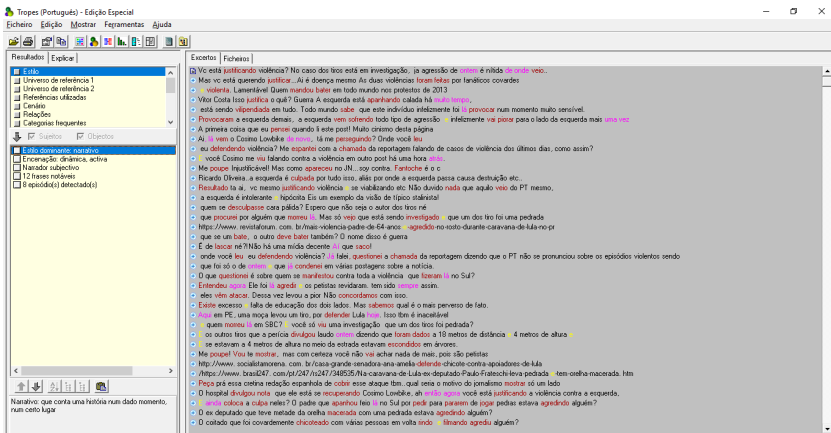 Tropes (Português) - Edição Especial
Ficheiro Edição Mostrar Ferramentas Ajuda
Resultados Explicar
Estilo
Universo de referência 1
Universo de referência 2
Referências utilizadas
Cenário
Relações
Categorias frequentes
Sujeitos Objectos
Estilo dominante: narrativo
Encenação: dinâmica, activa
Narrador subjectivo
12 frases notáveis
8 episódio(s) detectado(s)
Narrativo: que conta uma história num dado momento,
num certo lugar
Excertos Ficheiros
Vc está justificando violência? No caso dos tiros está em investigação, ja agressão de ontem é nítida de onde veio..
Mas vc está querendo justificar...Ai é doença mesmo As duas violências foram feitas por fanáticos covardes
violenta. Lamentável Quem mandou bater em todo mundo nos protestos de 2013
Vitor Costa Isso justifica o quê? Guerra A esquerda está apanhando calada há muito tempo,
está sendo vilipendiada em tudo. Todo mundo sabe que este indivíduo infelizmente foi lá provocar num momento muito sensível.
Provocaram a esquerda demais, a esquerda vem sofrendo todo tipo de agressão e infelizmente vai piorar para o lado da esquerda mais uma vez
A primeira coisa que eu pensei quando li este post! Muito cinismo desta página
Ai, lá vem o Cosimo Lowbike de novo, tá me perseguindo? Onde você leu
eu defendendo violência? Me espantei com a chamada da reportagem falando de casos de violência dos últimos dias, como assim?
E você Cosimo me viu falando contra a violência em outro post há uma hora atrás.
Me poupe Injustificável! Mas como apareceu no JN...soy contra. Fantoche é o c
Ricardo Oliveira..a esquerda é culpada por tudo isso, aliás por onde a esquerda passa causa destruição etc..
Resultado ta aí, vc mesmo justificando violência e se viabilizando etc Não duvido nada que aquilo veio do PT mesmo,
a esquerda é intolerante e hipócrita Eis um exemplo da visão de típico stalinista!
quem se desculpasse cara pálida? Espero que não seja o autor dos tiros né
que procurei por alguém que morreu lá. Mas só vejo que está sendo investigado e que um dos tiro foi uma pedrada
https://www. revistaforum. com. br/mais-violencia-padre-de-64-anos-e-agredido-no-rosto-durante-caravana-de-lula-no-pr
que se um bate, o outro deve bater também? O nome disso é guerra
É de lascar né?!Não há uma mídia decente Aí que saco!
onde você leu eu defendendo violência? Já falei, questionei a chamada da reportagem dizendo que o PT não se pronunciou sobre os episódios violentos sendo
que foi só o de ontem e que já condenei em várias postagens sobre a notícia.
O que questionei é sobre quem se manifestou contra toda a violência que fizeram lá no Sul?
Entendeu agora Ele foi lá agredir e os petistas revidaram. tem sido sempre assim.
eles vêm atacar. Dessa vez levou a pior Não concordamos com isso.
Existe excesso e falta de educação dos dois lados. Mas sabemos qual é o mais perverso de fato.
Aqui em PE, uma moça levou um tiro, por defender Lula hoje. Isso tbm é inaceitável
E quem morreu lá em SBC? E você só viu uma investigação que um dos tiros foi pedrada?
E os outros tiros que a perícia divulgou laudo ontem dizendo que foram dados a 18 metros de distância e 4 metros de altura e
E se estavam a 4 metros de altura no meio da estrada estavam escondidos em árvores.
Me poupe! Vou te mostrar, mas com certeza você não vai achar nada de mais, pois são petistas
http://www. socialistamorena. com. br/casa-grande-senadora-ana-amelia-defende-chicote-contra-apoiadores-de-lula
/https://www. brasil247. com/pt/247/rs247/348535/Na-caravana-de-Lula-ex-deputado-Paulo-Frateschi-leva-pedrada-e-tem-orelha-macerada. htm
Peça prá essa cretina redação espanhola de cobrir esse ataque tbm..qual seria o motivo do jornalismo mostrar só um lado
O hospital divulgou nota que ele está se recuperando Cosimo Lowbike, ah então agora você está justificando a violência contra a esquerda,
E ainda coloca a culpa neles? O padre que apanhou feio lá no Sul por pedir para pararem de jogar pedras estava agredindo alguém?
O ex deputado que teve metade da orelha macerada com uma pedrada estava agredindo alguém?
O coitado que foi covardemente chicoteado com várias pessoas em volta rindo e filmando agrediu alguém?